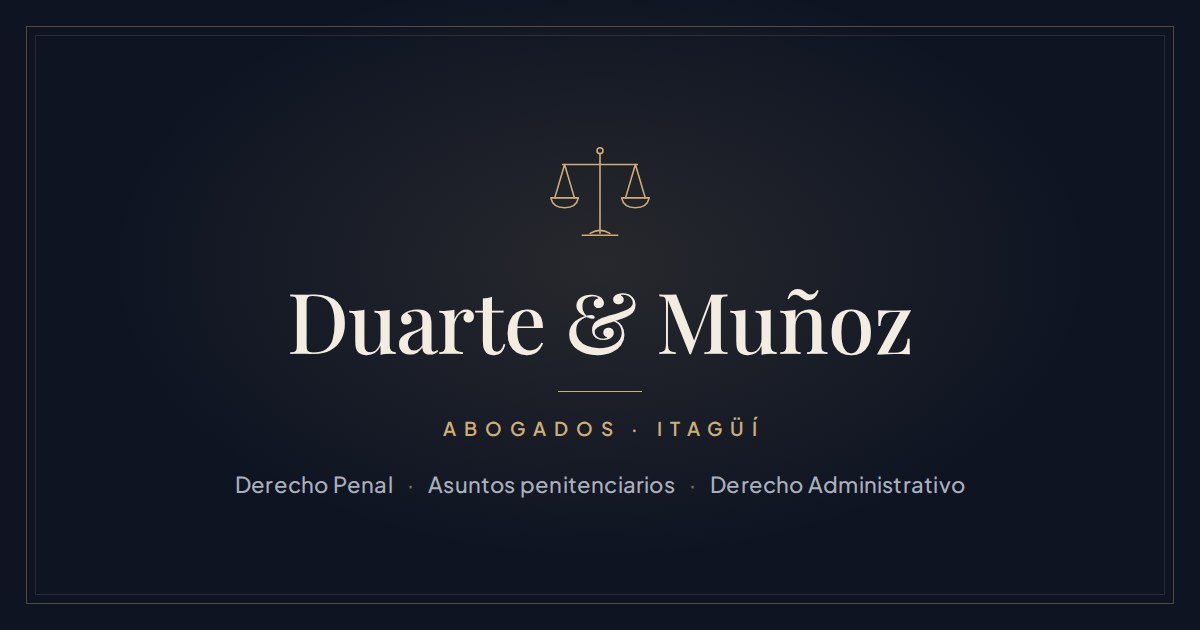 Duarte & Muñoz
ABOGADOS · ITAGÜÍ
Derecho Penal · Asuntos penitenciarios · Derecho Administrativo